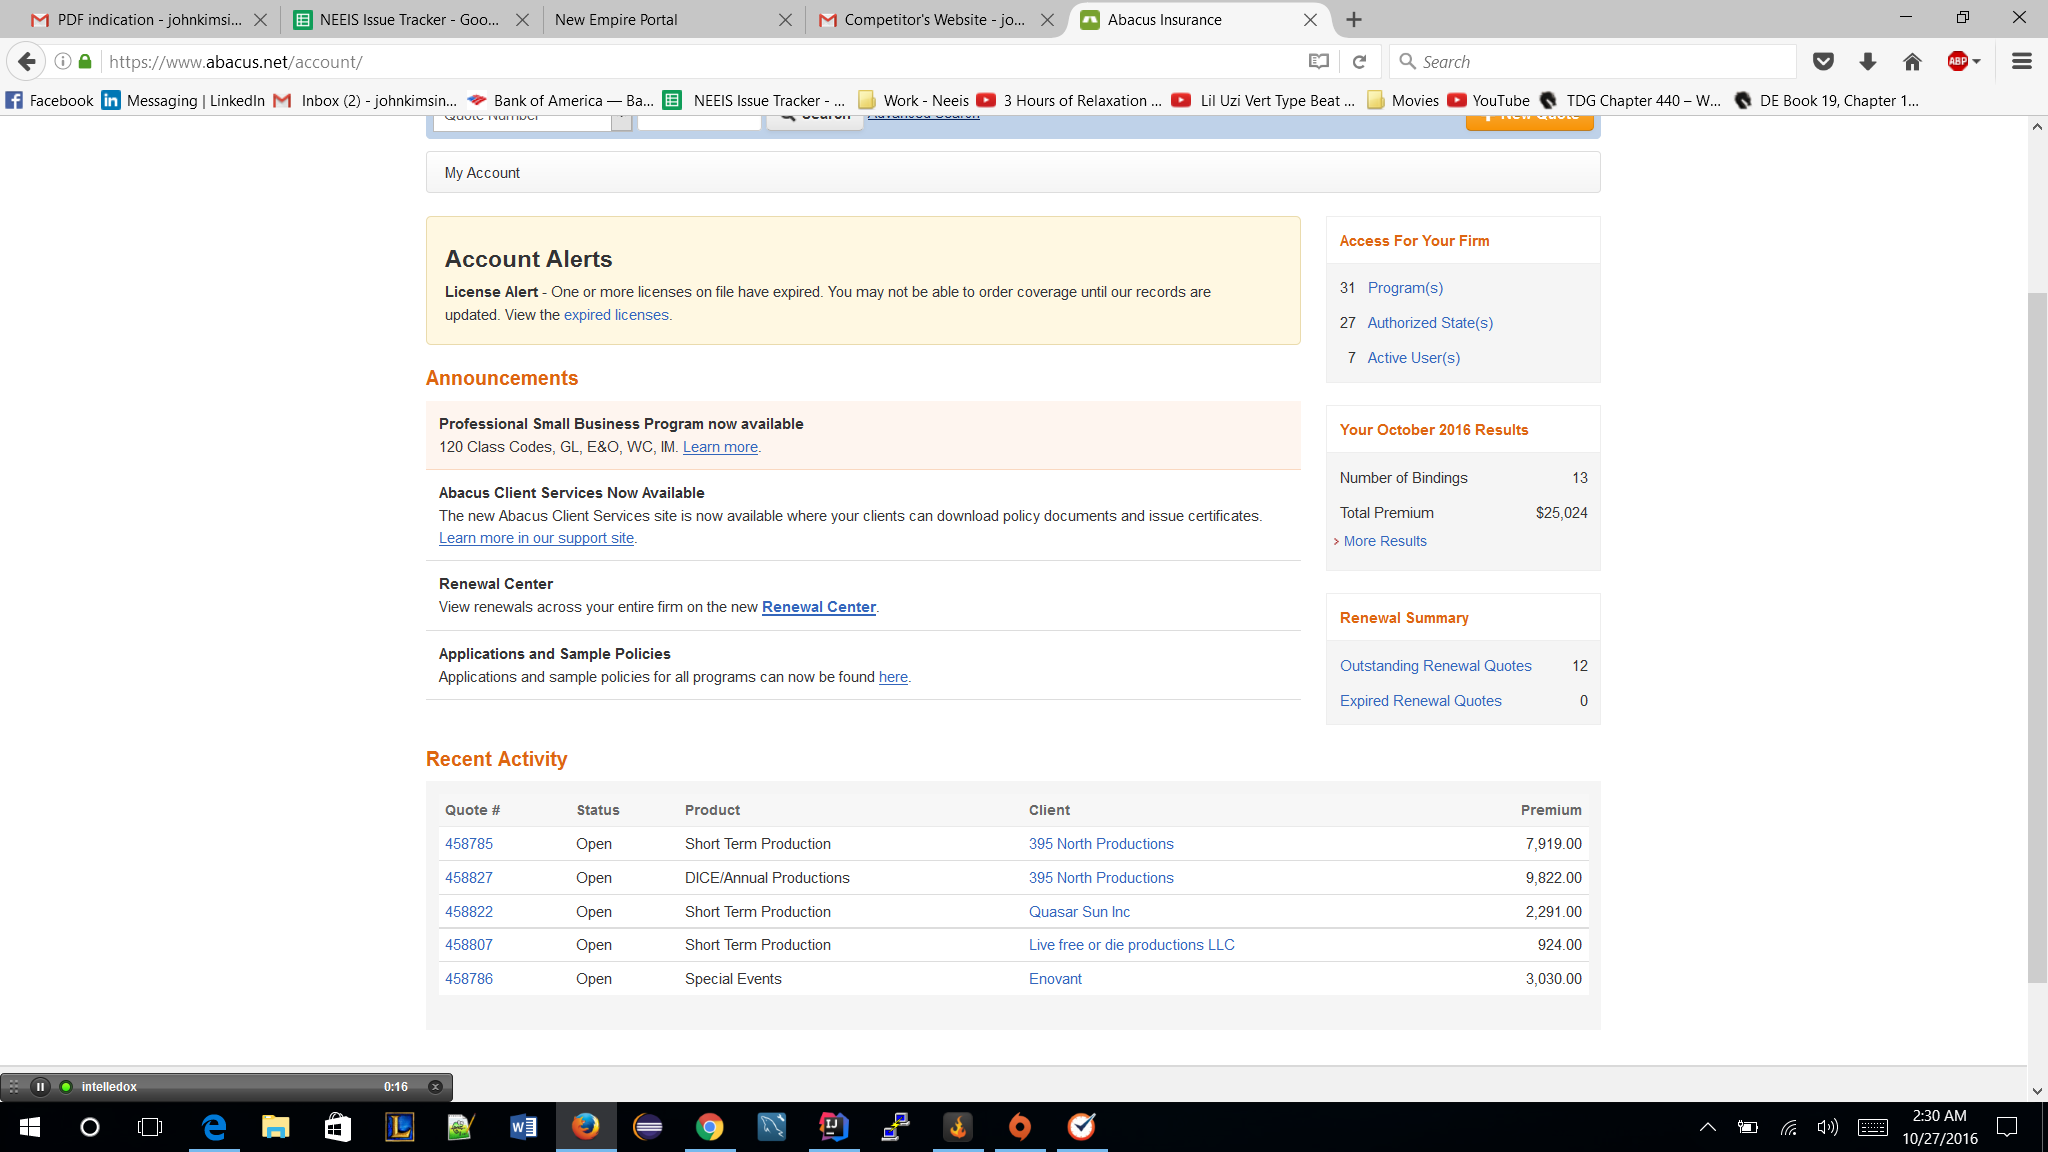 PDF indication - johnkimsi...
NEEIS Issue Tracker - Goo...
New Empire Portal
Competitor's Website - jo...
Abacus Insurance
https://www.abacus.net/account/
Search
ABP
Facebook
in Messaging | LinkedIn
Inbox (2) - johnkimsin...
Bank of America — Ba...
NEEIS Issue Tracker - ...
Work - Neeis
3 Hours of Relaxation ...
Lil Uzi Vert Type Beat ...
Movies
YouTube
TDG Chapter 440 – W...
DE Book 19, Chapter 1...
Quote Number
Search
Advanced Search
New Quote
My Account
Account Alerts
License Alert - One or more licenses on file have expired. You may not be able to order coverage until our records are
updated. View the expired licenses.
Announcements
Professional Small Business Program now available
120 Class Codes, GL, E&O, WC, IM. Learn more.
Abacus Client Services Now Available
The new Abacus Client Services site is now available where your clients can download policy documents and issue certificates.
Learn more in our support site.
Renewal Center
View renewals across your entire firm on the new Renewal Center.
Applications and Sample Policies
Applications and sample policies for all programs can now be found here.
Access For Your Firm
31 Program(s)
27 Authorized State(s)
7 Active User(s)
Your October 2016 Results
Number of Bindings 13
Total Premium $25,024
More Results
Renewal Summary
Outstanding Renewal Quotes 12
Expired Renewal Quotes 0
Recent Activity
Quote # Status Product Client Premium
458785 Open Short Term Production 395 North Productions 7,919.00
458827 Open DICE/Annual Productions 395 North Productions 9,822.00
458822 Open Short Term Production Quasar Sun Inc 2,291.00
458807 Open Short Term Production Live free or die productions LLC 924.00
458786 Open Special Events Enovant 3,030.00
intelledox 0:16
2:30 AM
10/27/2016